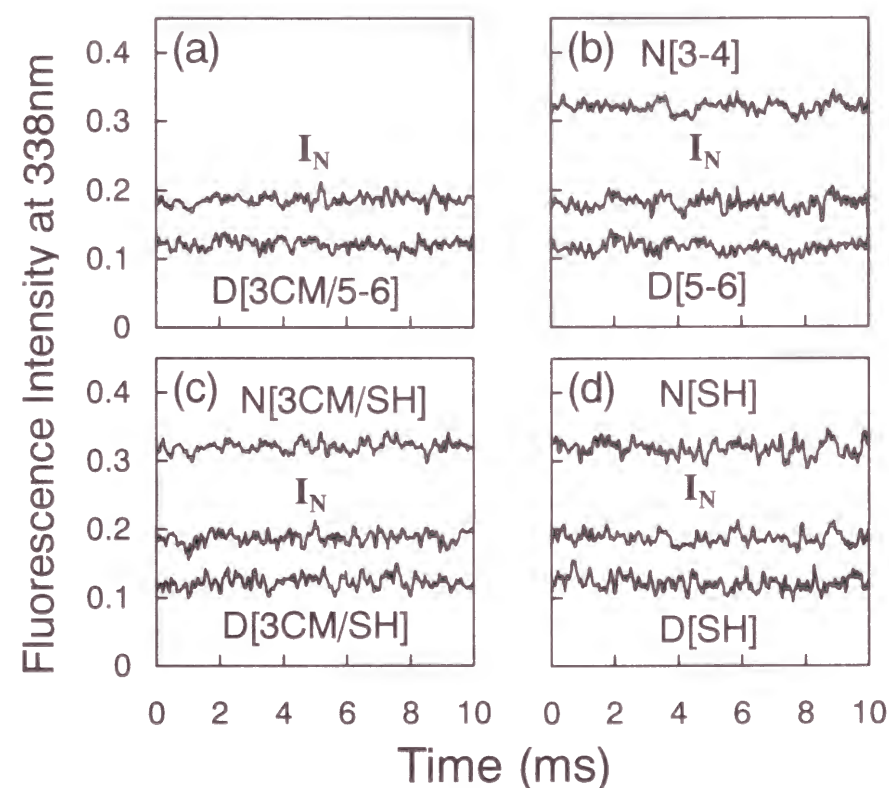 Fluorescence Intensity at 338nm
(a)
0.4
0.3
0.2
0.1
0
I_N
D[3CM/5-6]
(b)
N[3-4]
I_N
D[5-6]
(c)
N[3CM/SH]
0.4
0.3
0.2
0.1
0
I_N
D[3CM/SH]
(d)
N[SH]
I_N
D[SH]
0 2 4 6 8 10
0 2 4 6 8 10
Time (ms)